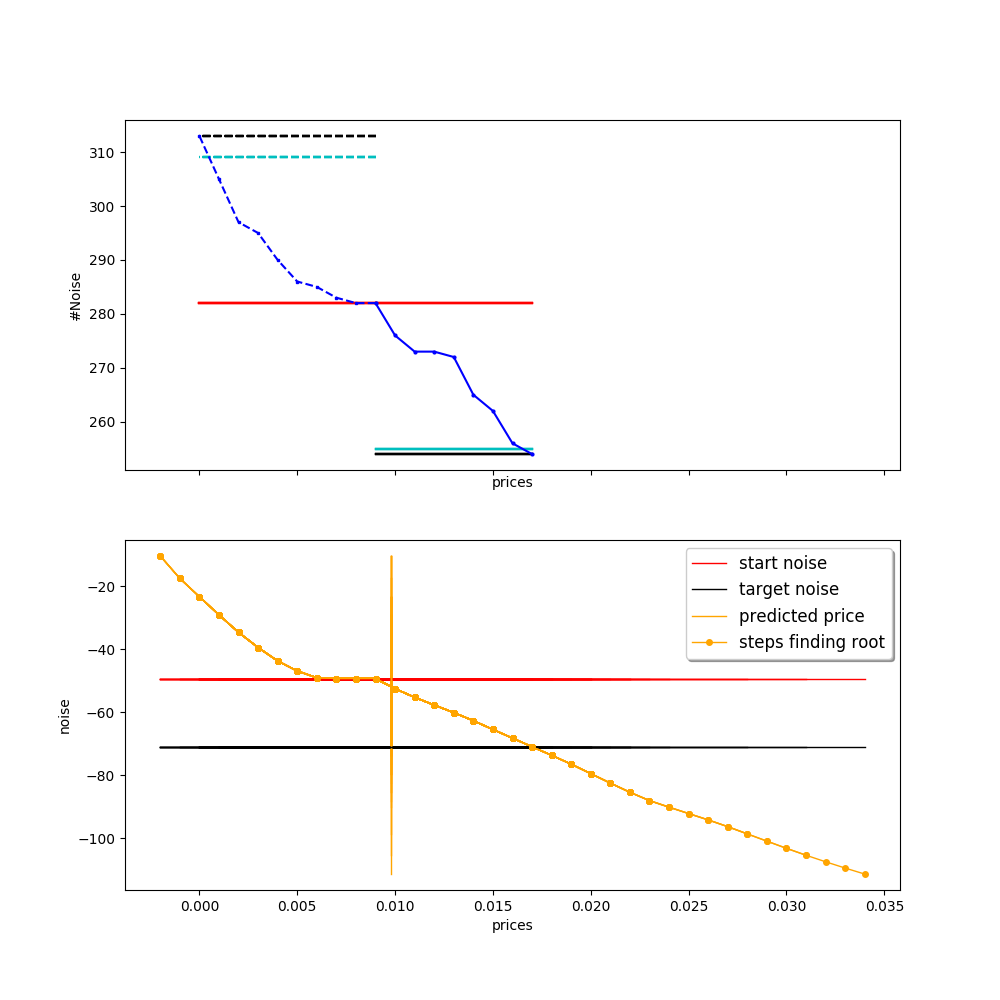 310
300
290
280
270
260
#Noise
prices
start noise
target noise
predicted price
steps finding root
−20
−40
−60
−80
−100
noise
0.000 0.005 0.010 0.015 0.020 0.025 0.030 0.035
prices